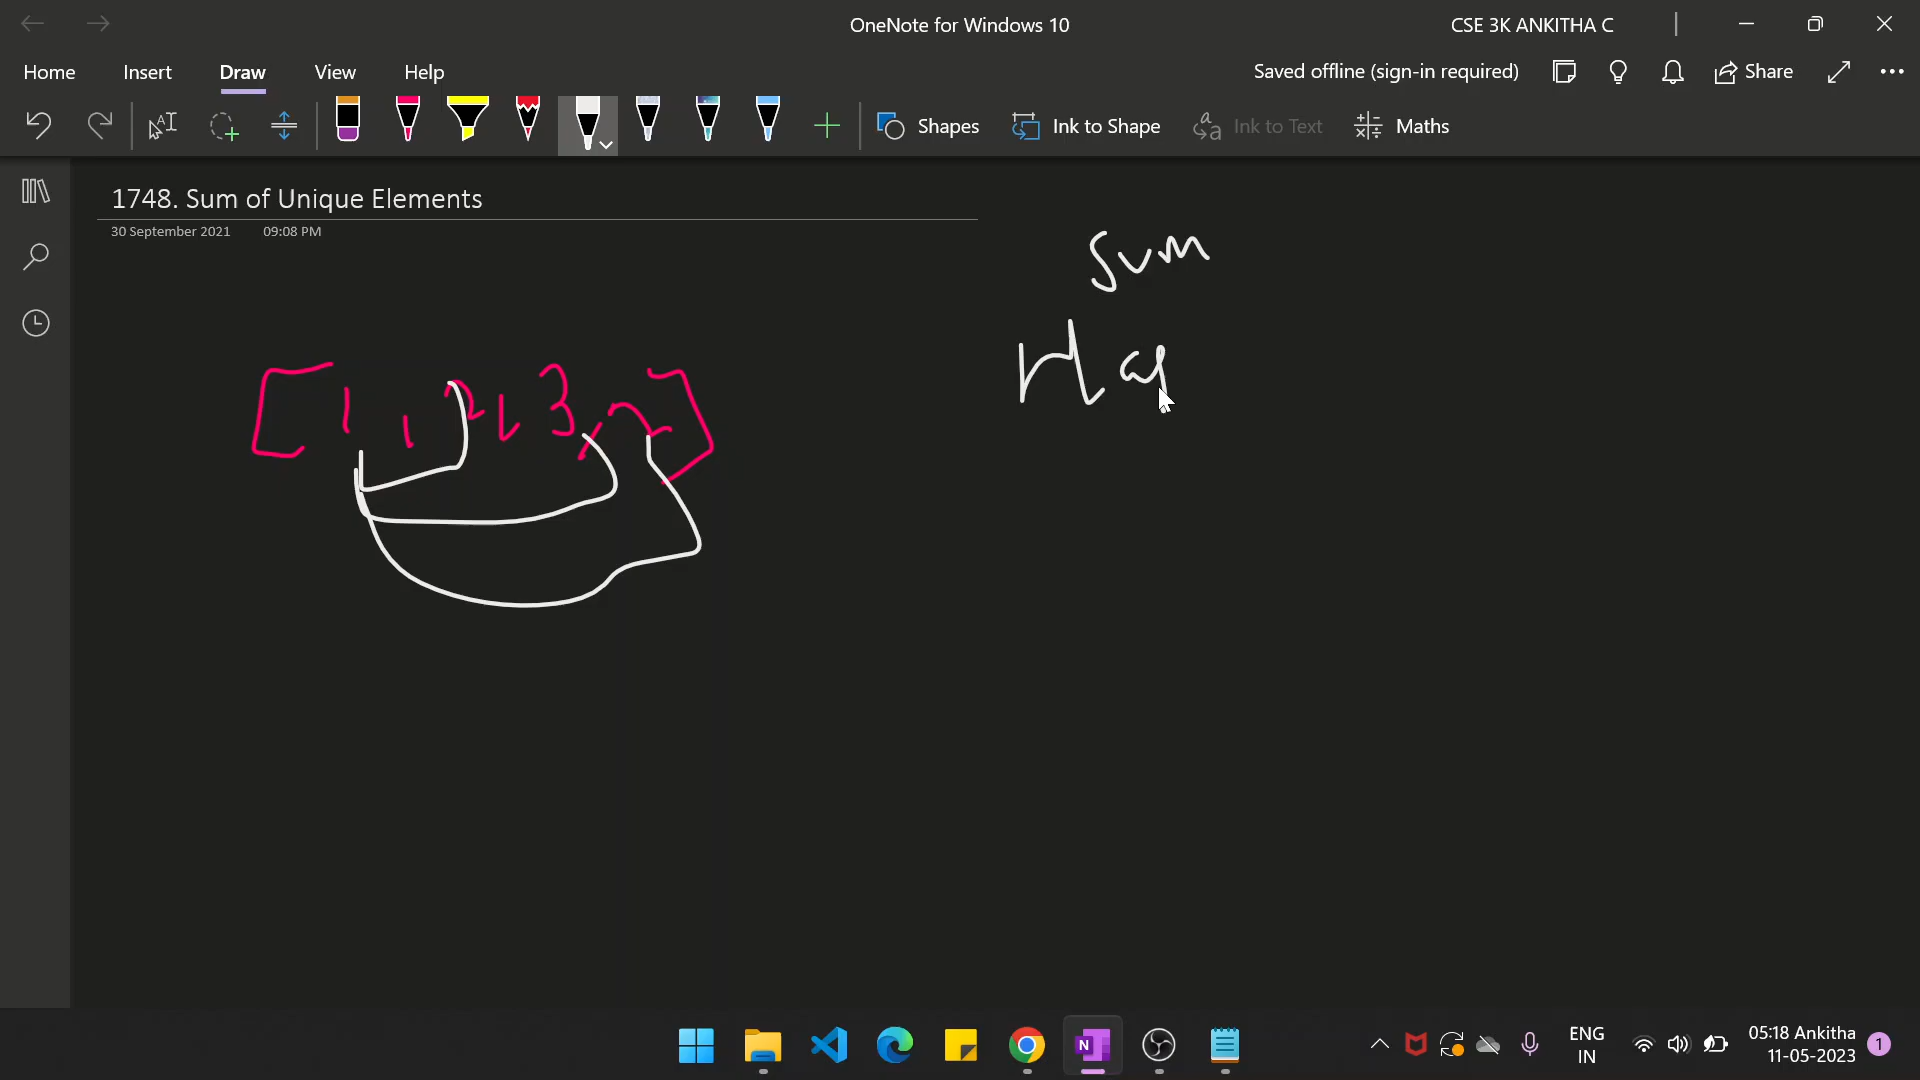 OneNote for Windows 10
CSE 3K ANKITHA C
Home Insert Draw View Help
Saved offline (sign-in required)
Share
Shapes
Ink to Shape
Ink to Text
Maths
1748. Sum of Unique Elements
30 September 2021 09:08 PM
Sum
[1, 2, 3, 2]
ENG
IN
05:18 Ankitha
11-05-2023
1